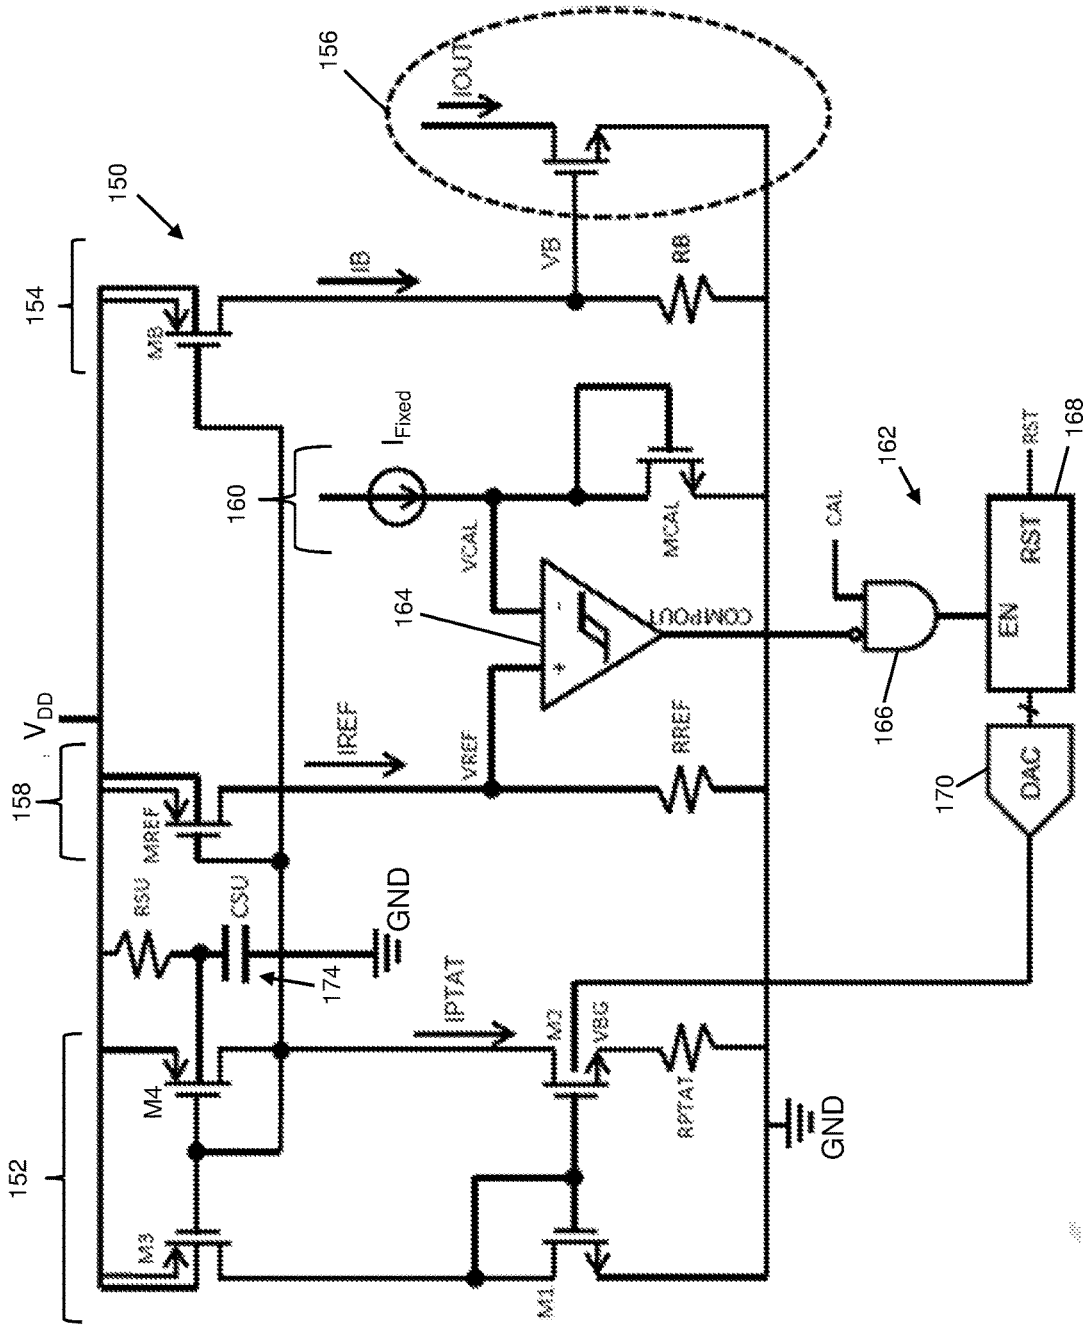 152
158
V_DD
160
154
150
156
M3
M4
RSU
CSU
174
GND
MREF
MB
IREF
IPTAT
I_Fixed
IB
IOUT
M1
M2
VBG
RPTAT
VREF
RREF
164
+
-
VCAL
MCAL
COMPOUT
VB
RB
GND
166
CAL
162
170
DAC
EN
RST
RST
168